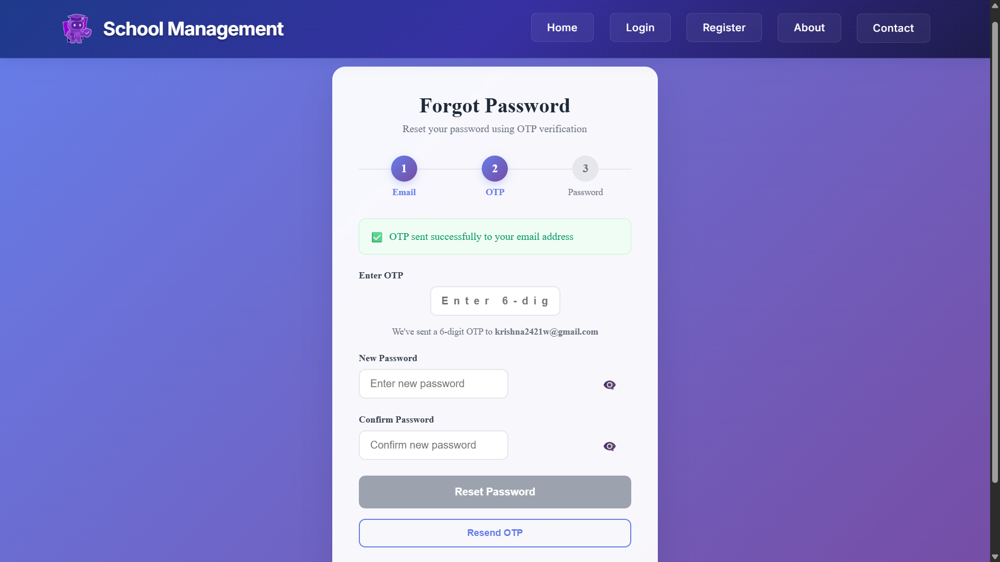 School Management
Home
Login
Register
About
Contact
Forgot Password
Reset your password using OTP verification
1
2
3
Email
OTP
Password
OTP sent successfully to your email address
Enter OTP
Enter 6-dig
We've sent a 6-digit OTP to krishna2421w@gmail.com
New Password
Enter new password
Confirm Password
Confirm new password
Reset Password
Resend OTP